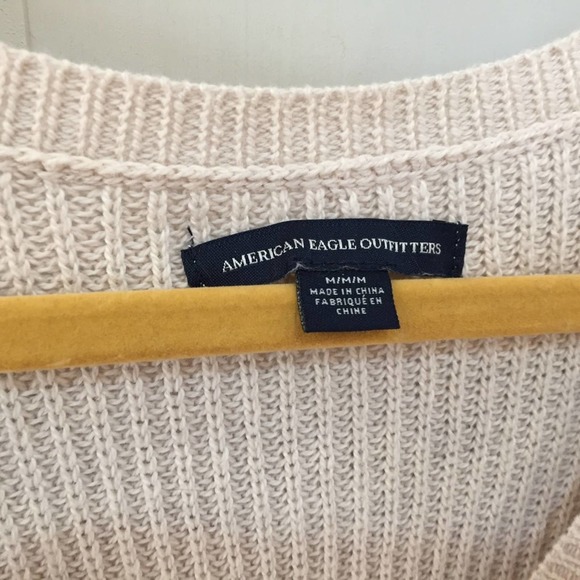 AMERICAN EAGLE OUTFITTERS
M/M/M
MADE IN CHINA
FABRIQUÉ EN
CHINE